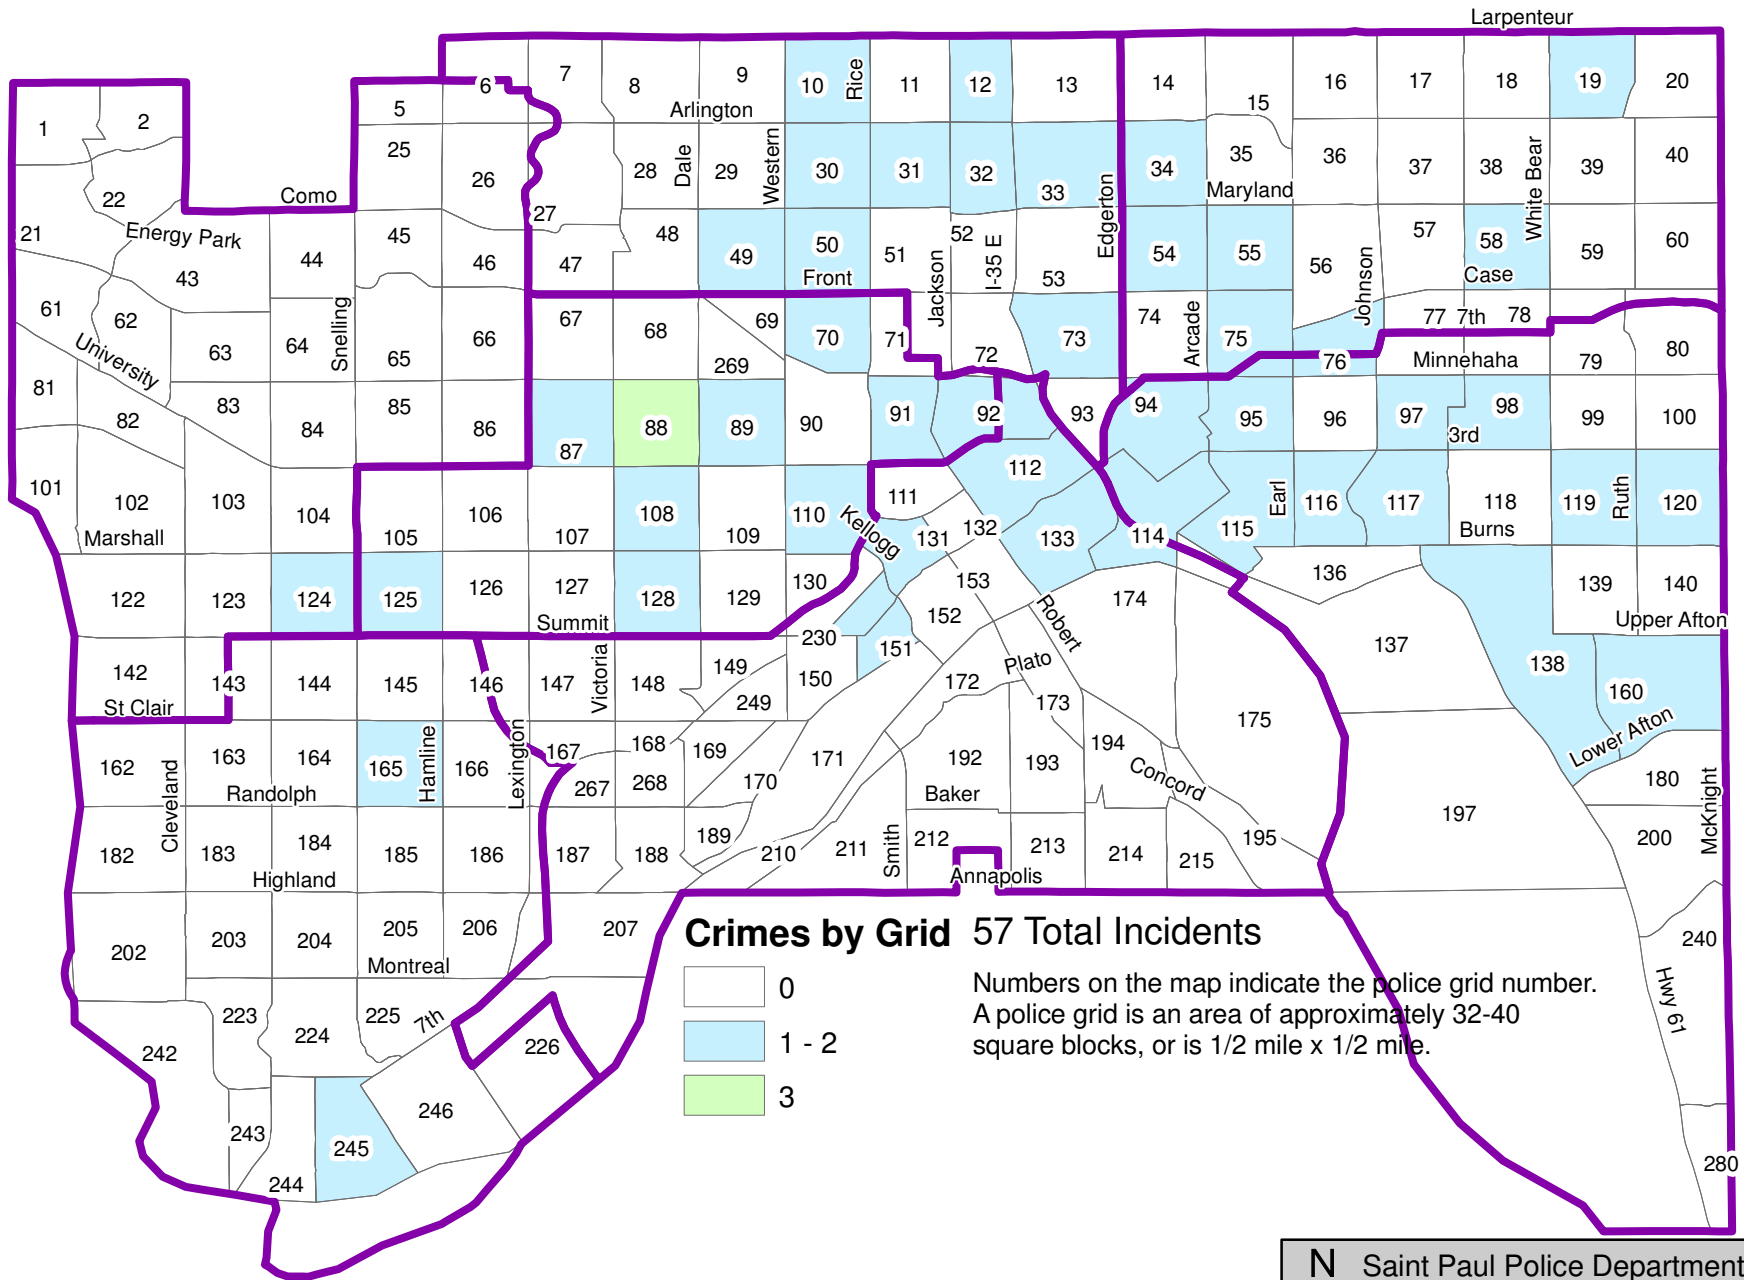 Larpenteur
6 7 8 9 10 Rice 11 12 13 14 15 16 17 18 19 20
1 2 5 Arlington
25 26 28 Dale 29 Western 30 31 32 33 Edgerton 34 35 36 37 38 White Bear 39 40
22 Como 27 Maryland
21 Energy Park 43 44 45 46 47 48 49 50 51 52 I-35 E 53 54 55 56 57 58 59 60
Front Jackson Johnson Case
61 62 63 64 Snelling 65 66 67 68 69 70 71 72 73 74 Arcade 75 76 77 7th 78 79 80
University 269 Minnehaha
81 82 83 84 85 86 87 88 89 90 91 92 93 94 95 96 97 98 99 100
3rd
101 102 103 104 105 106 107 108 109 110 Kellogg 111 112 114 115 Earl 116 117 118 119 Ruth 120
Marshall 131 132 133 Burns
122 123 124 125 126 127 128 129 130 153 136 139 140
Summit 230 152 Robert 174 Upper Afton
142 143 144 145 146 147 Victoria 148 149 150 151 Plato 137 138
St Clair 249 172 173 175 160
162 Cleveland 163 164 165 Hamline 166 Lexington 167 168 169 170 171 192 193 194 Lower Afton
Randolph 267 268 Baker Concord 180 McKnight
182 183 184 185 186 187 188 189 210 211 Smith 212 213 214 215 195 197 200
Highland Annapolis
202 203 204 205 206 207 240
Montreal
242 223 224 225 7th 226 Hwy 61
243 244 245 246 280
Crimes by Grid 57 Total Incidents
0
1 - 2
3
Numbers on the map indicate the police grid number.
A police grid is an area of approximately 32-40
square blocks, or is 1/2 mile x 1/2 mile.
N Saint Paul Police Department